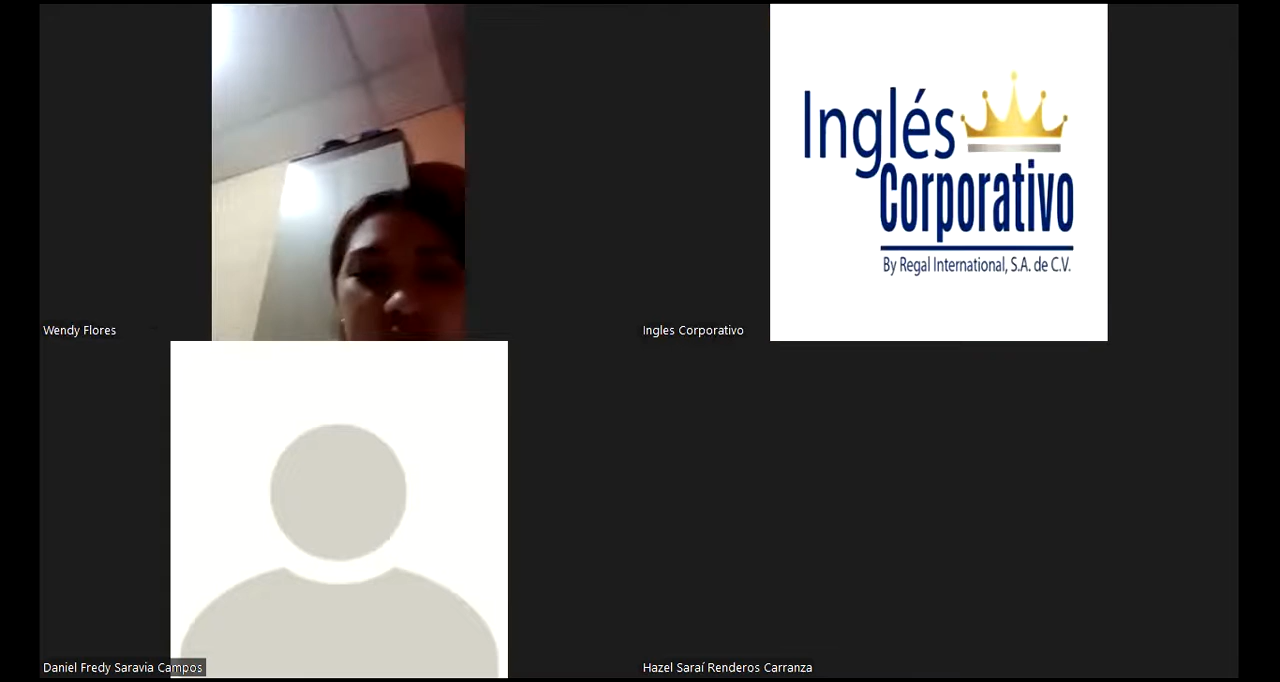 Inglés
Corporativo
By Regal International, S.A. de C.V.
Wendy Flores
Ingles Corporativo
Daniel Fredy Saravia Campos
Hazel Saraí Renderos Carranza